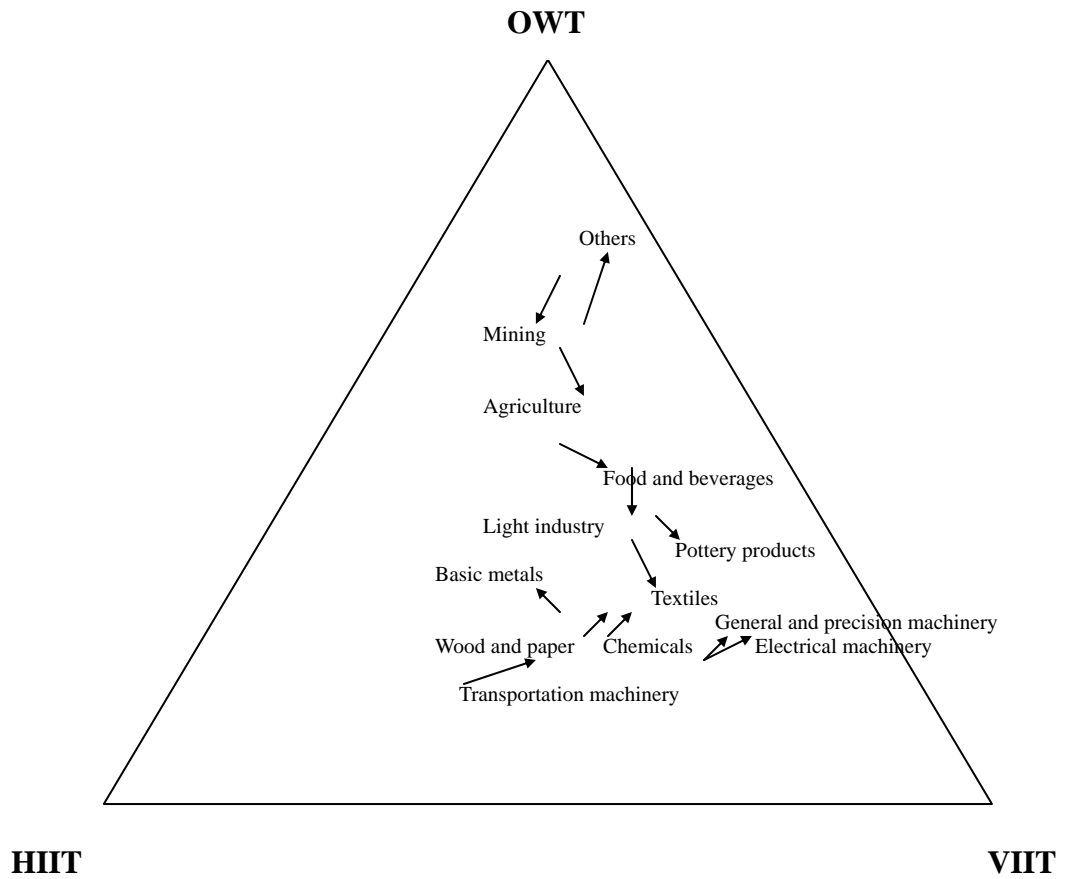 OWT
Others
Mining
Agriculture
Food and beverages
Light industry
Pottery products
Basic metals
Textiles
General and precision machinery
Wood and paper
Chemicals
Electrical machinery
Transportation machinery
HIIT
VIIT